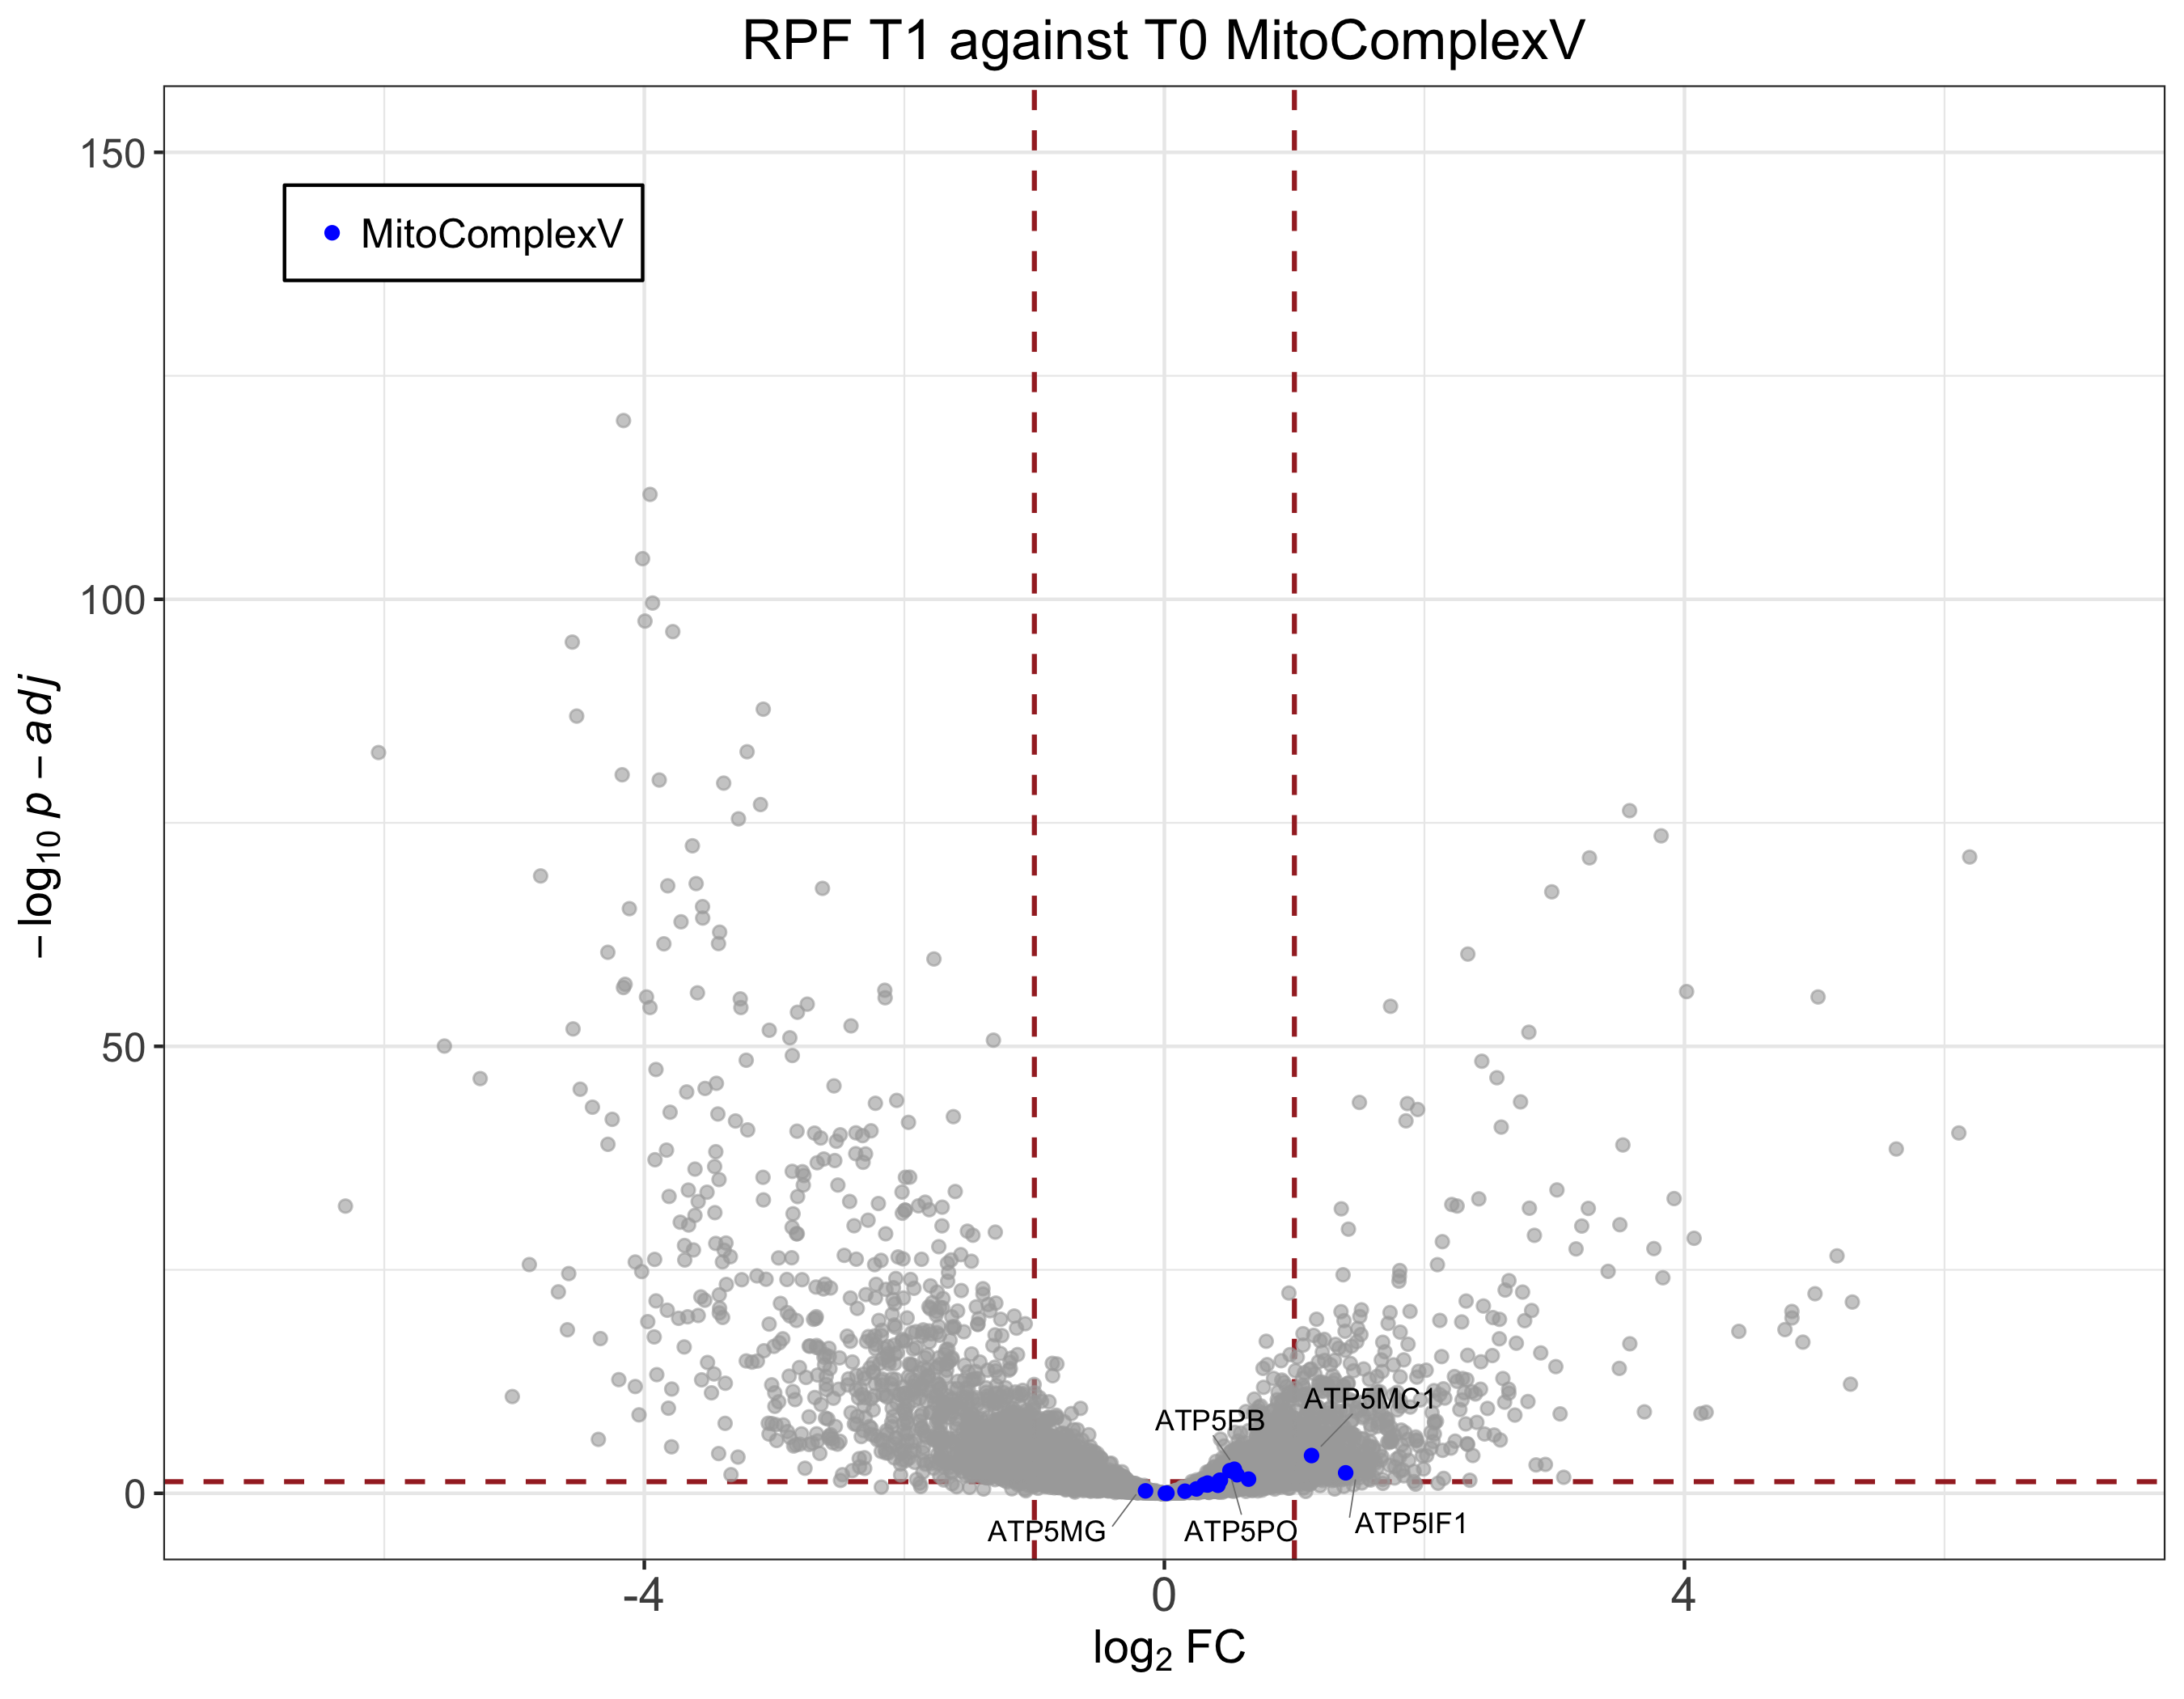 RPF T1 against T0 MitoComplexV
150
MitoComplexV
100
−log10 p − adj
50
ATP5MC1
ATP5PB
0
ATP5MG
ATP5PO
ATP5IF1
-4
0
4
log2 FC